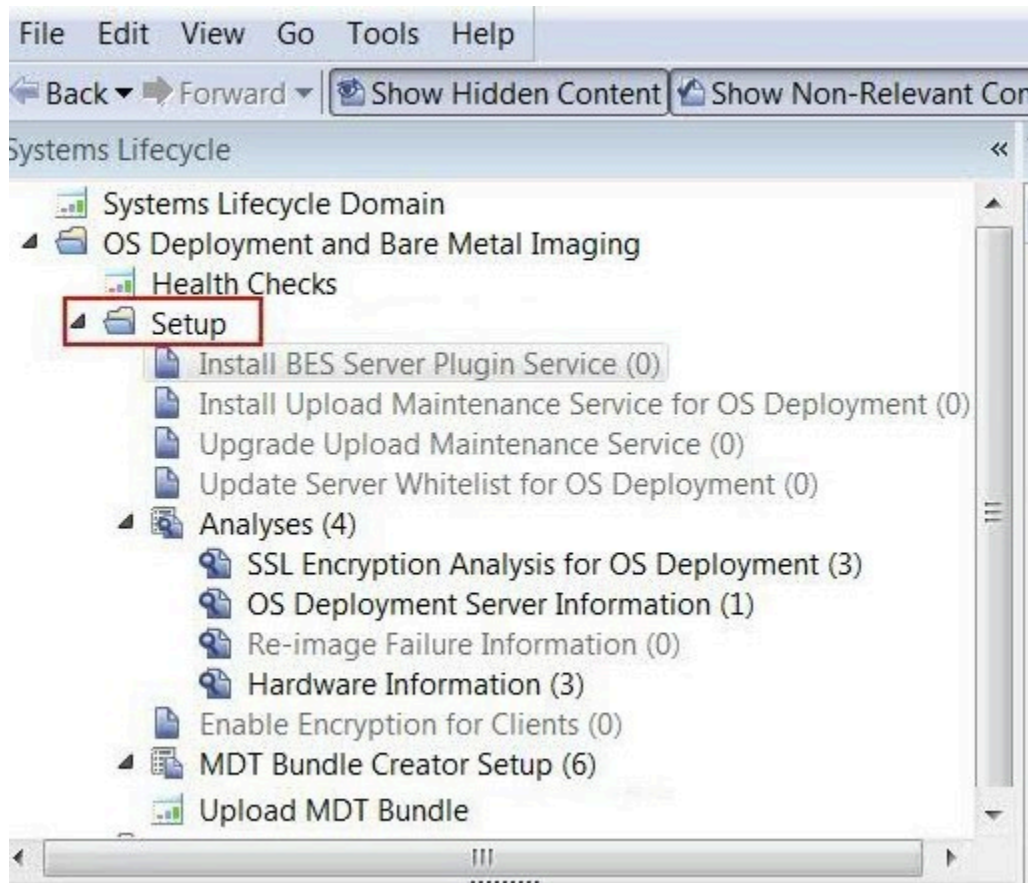 File Edit View Go Tools Help
Back Forward Show Hidden Content Show Non-Relevant
Systems Lifecycle
Systems Lifecycle Domain
OS Deployment and Bare Metal Imaging
Health Checks
Setup
Install BES Server Plugin Service (0)
Install Upload Maintenance Service for OS Deployment (0)
Upgrade Upload Maintenance Service (0)
Update Server Whitelist for OS Deployment (0)
Analyses (4)
SSL Encryption Analysis for OS Deployment (3)
OS Deployment Server Information (1)
Re-image Failure Information (0)
Hardware Information (3)
Enable Encryption for Clients (0)
MDT Bundle Creator Setup (6)
Upload MDT Bundle